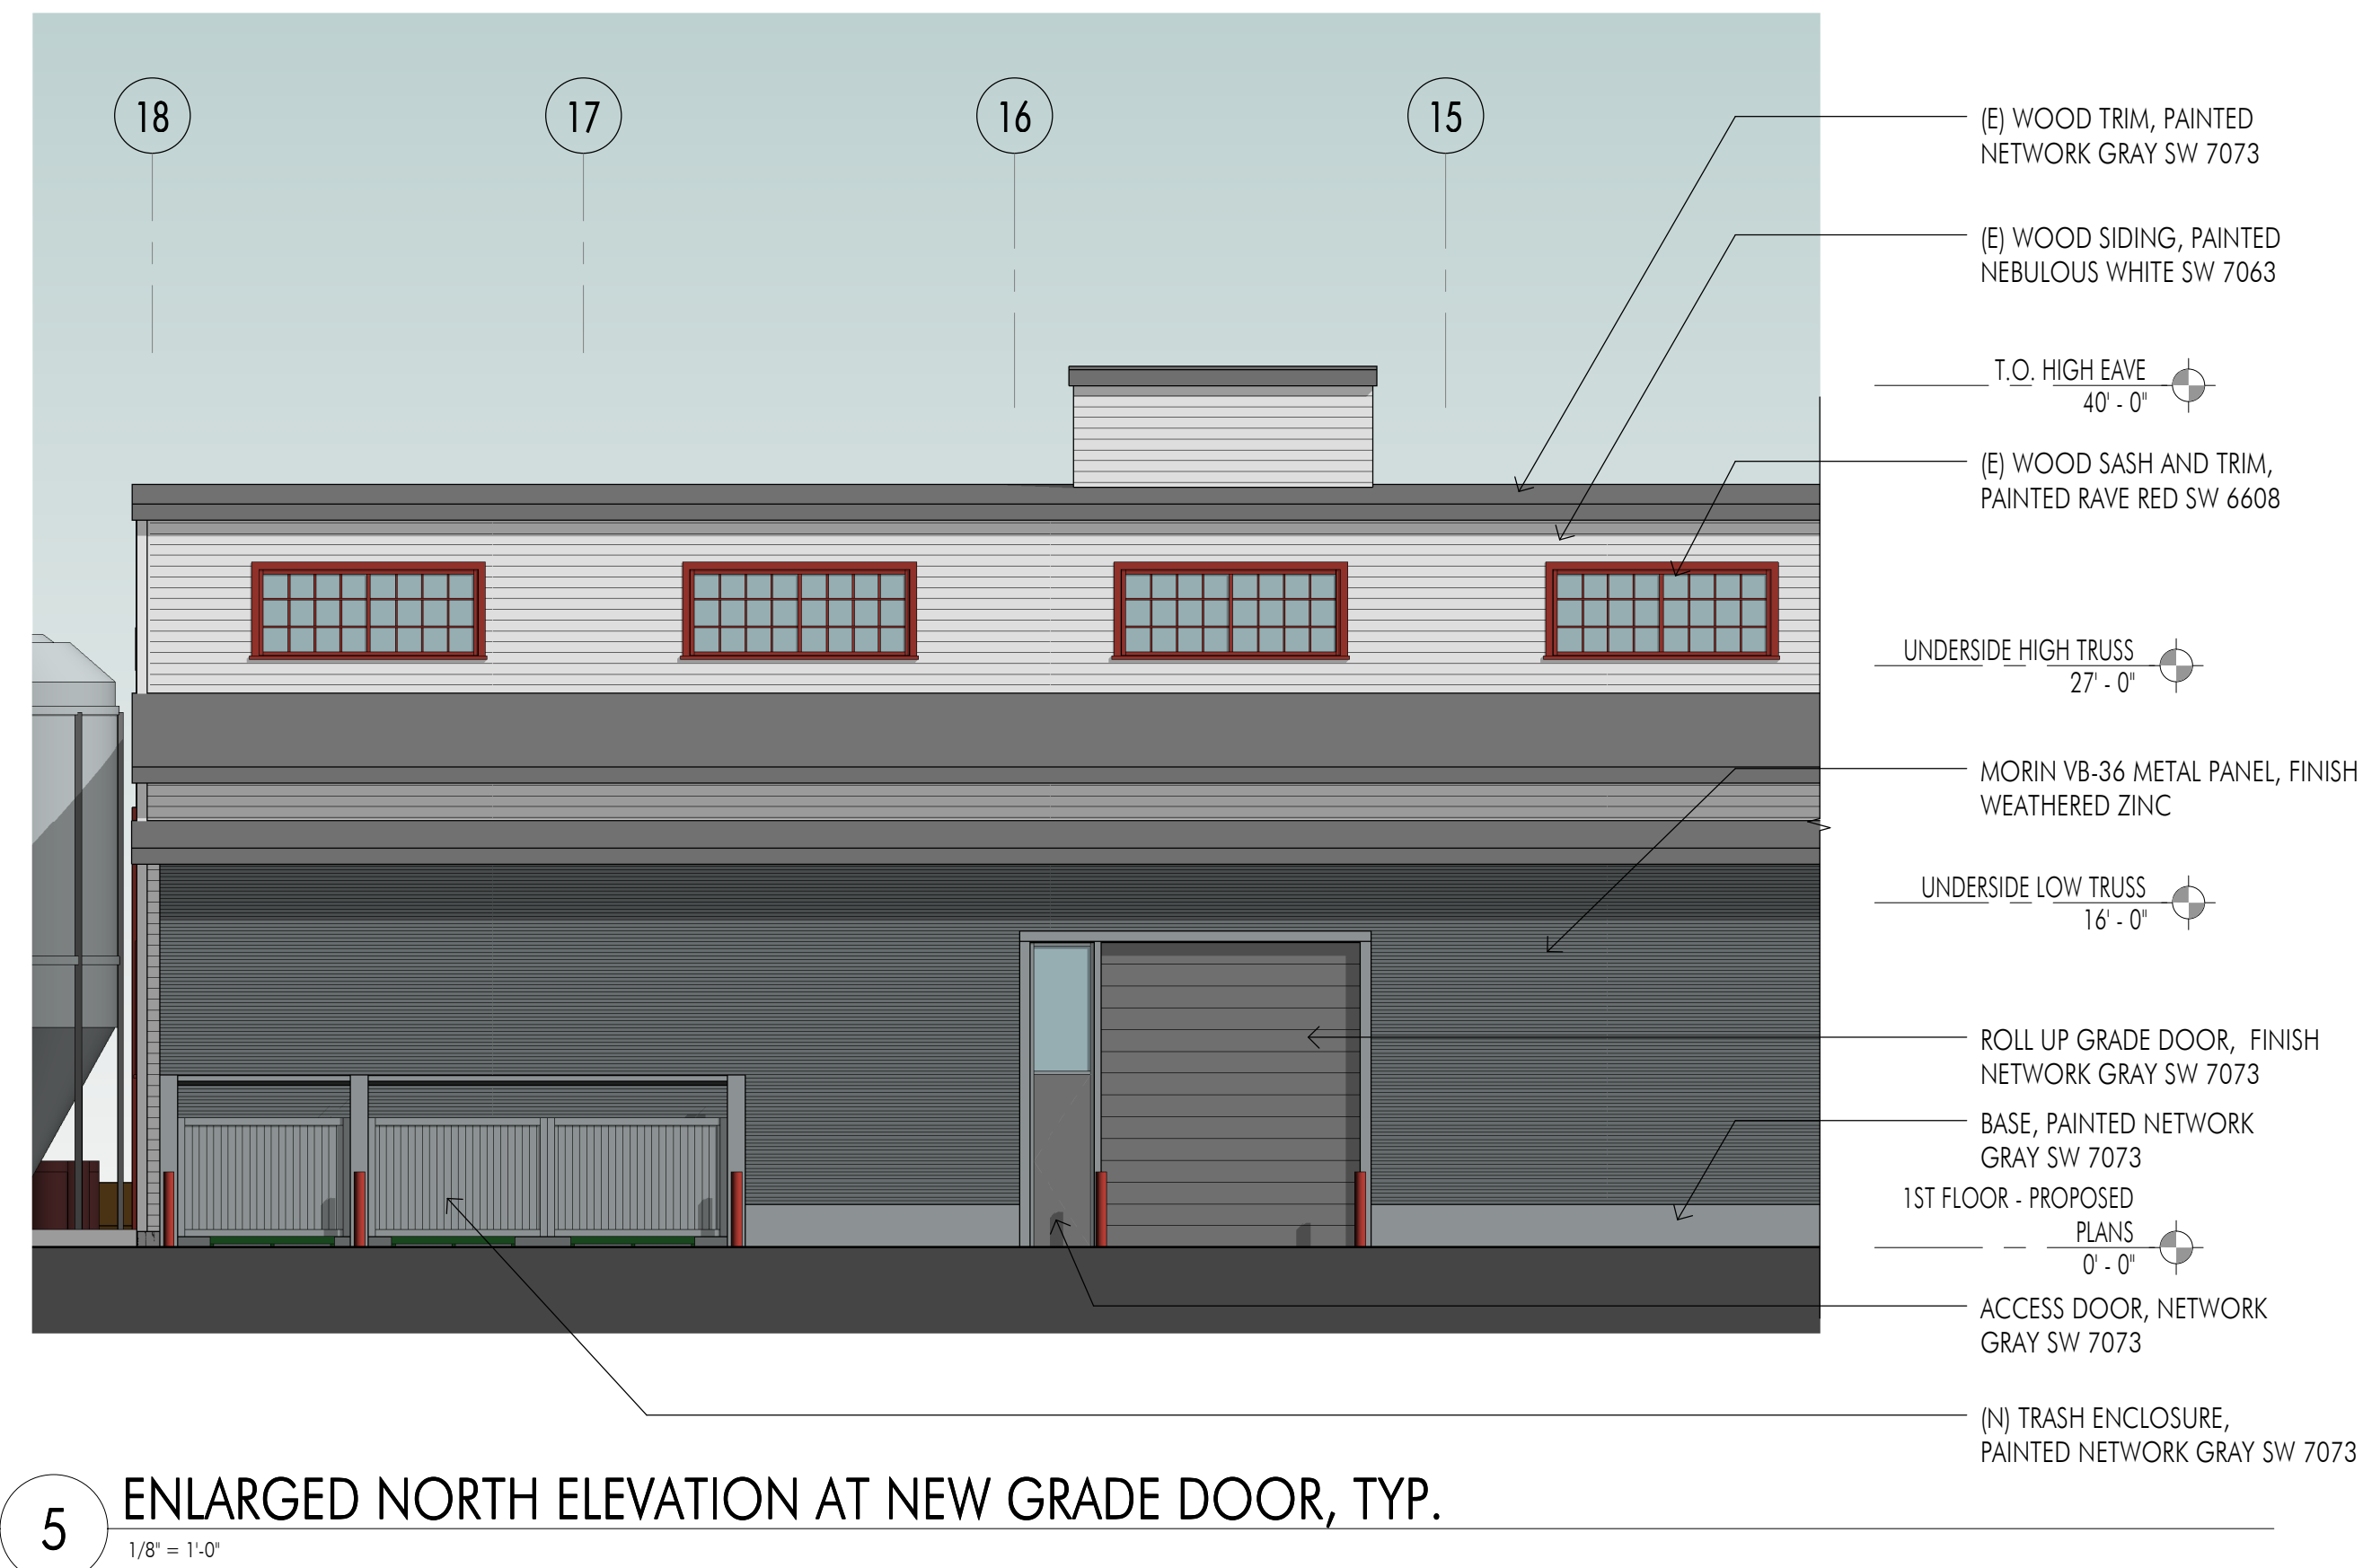 18
17
16
15
(E) WOOD TRIM, PAINTED
NETWORK GRAY SW 7073
(E) WOOD SIDING, PAINTED
NEBULOUS WHITE SW 7063
T.O. HIGH EAVE
40' - 0"
(E) WOOD SASH AND TRIM,
PAINTED RAVE RED SW 6608
UNDERSIDE HIGH TRUSS
27' - 0"
MORIN VB-36 METAL PANEL, FINISH
WEATHERED ZINC
UNDERSIDE LOW TRUSS
16' - 0"
ROLL UP GRADE DOOR, FINISH
NETWORK GRAY SW 7073
BASE, PAINTED NETWORK
GRAY SW 7073
1ST FLOOR - PROPOSED
PLANS
0' - 0"
ACCESS DOOR, NETWORK
GRAY SW 7073
(N) TRASH ENCLOSURE,
PAINTED NETWORK GRAY SW 7073
5
ENLARGED NORTH ELEVATION AT NEW GRADE DOOR, TYP.
1/8" = 1'-0"